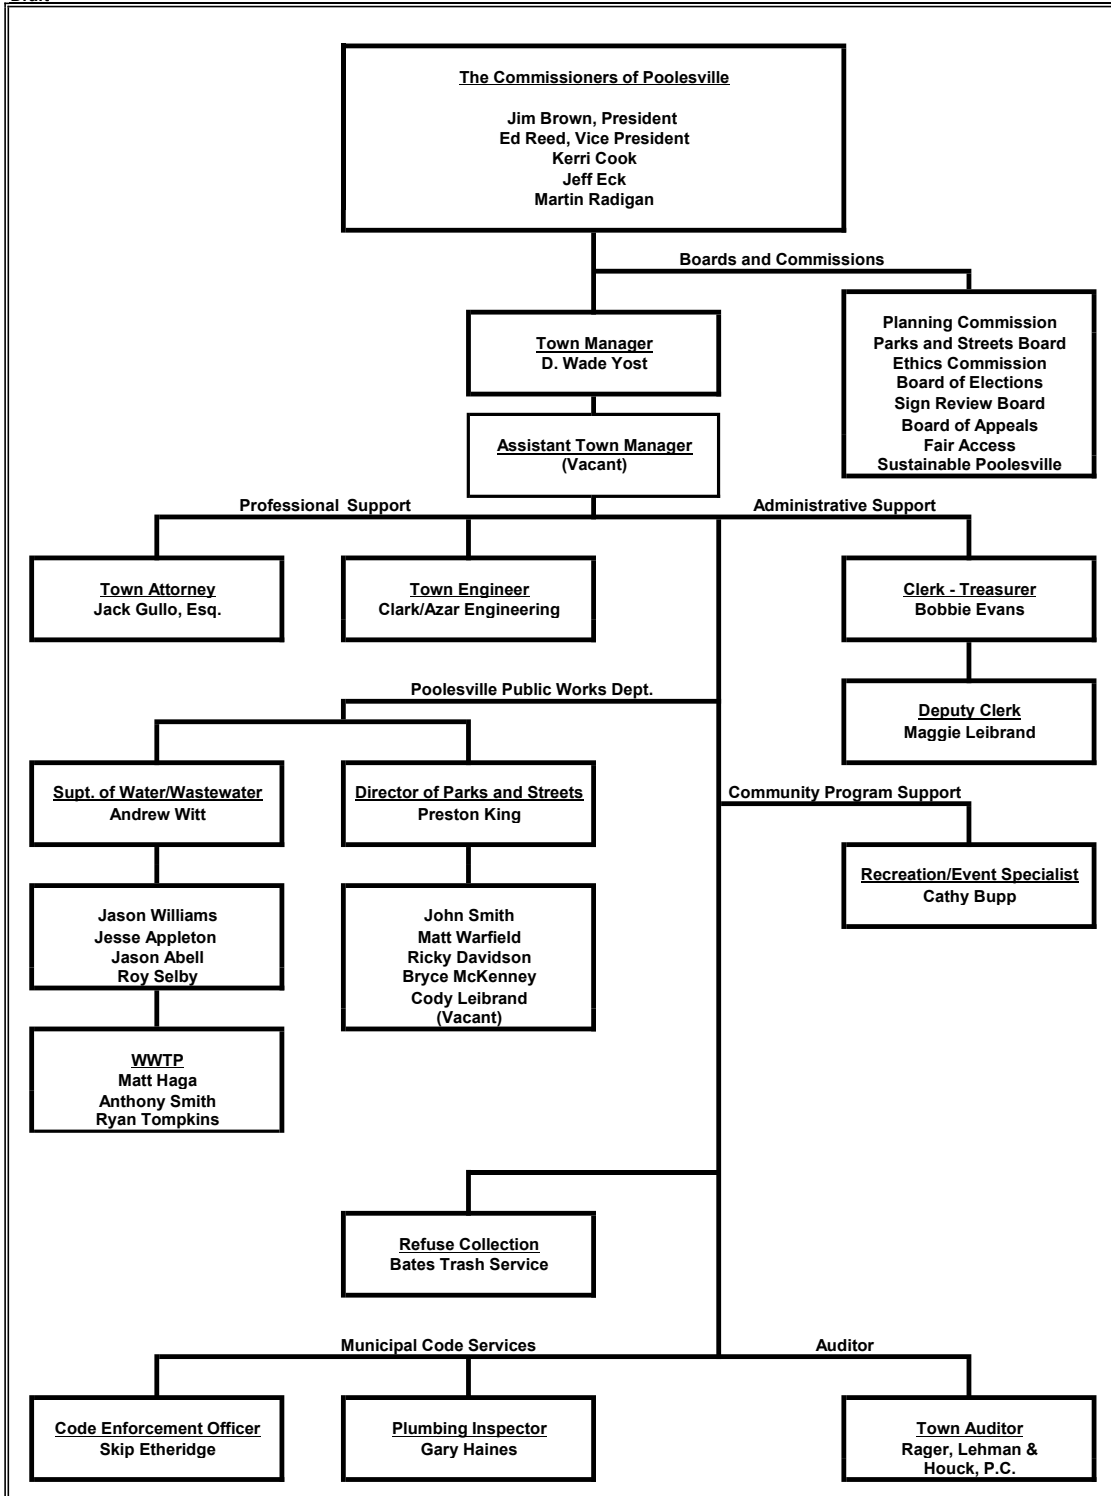 Draft
The Commissioners of Poolesville
Jim Brown, President
Ed Reed, Vice President
Kerri Cook
Jeff Eck
Martin Radigan
Boards and Commissions
Planning Commission
Parks and Streets Board
Ethics Commission
Board of Elections
Sign Review Board
Board of Appeals
Fair Access
Sustainable Poolesville
Town Manager
D. Wade Yost
Assistant Town Manager
(Vacant)
Professional Support
Administrative Support
Town Attorney
Jack Gullo, Esq.
Town Engineer
Clark/Azar Engineering
Clerk - Treasurer
Bobbie Evans
Deputy Clerk
Maggie Leibrand
Poolesville Public Works Dept.
Supt. of Water/Wastewater
Andrew Witt
Director of Parks and Streets
Preston King
Community Program Support
Recreation/Event Specialist
Cathy Bupp
Jason Williams
Jesse Appleton
Jason Abell
Roy Selby
John Smith
Matt Warfield
Ricky Davidson
Bryce McKenney
Cody Leibrand
(Vacant)
WWTP
Matt Haga
Anthony Smith
Ryan Tompkins
Refuse Collection
Bates Trash Service
Municipal Code Services
Auditor
Code Enforcement Officer
Skip Etheridge
Plumbing Inspector
Gary Haines
Town Auditor
Rager, Lehman &
Houck, P.C.